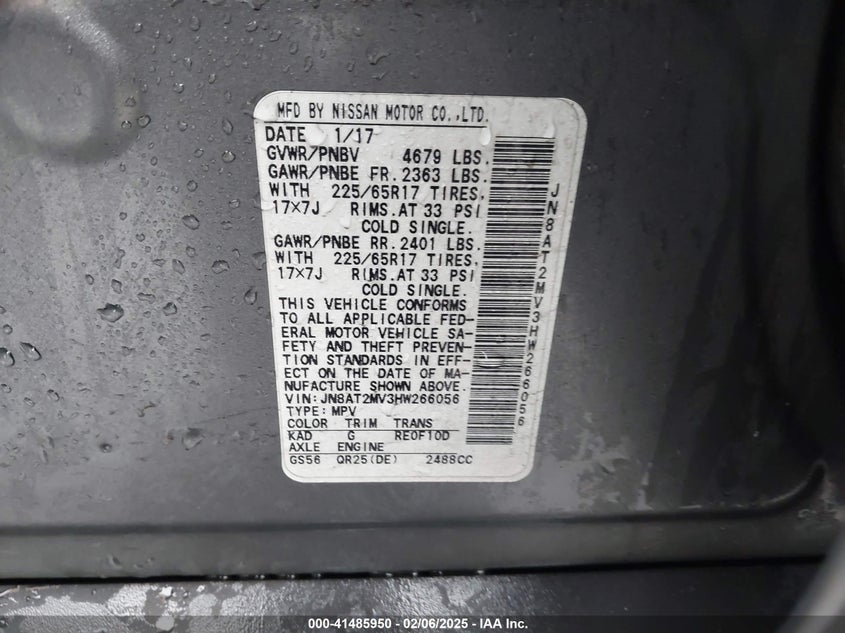 MFD BY NISSAN MOTOR CO.,LTD.
DATE 1/17
GVWR/PNBV 4679 LBS.
GAWR/PNBE FR.2363 LBS.
WITH 225/65R17 TIRES,
17×7J RIMS.AT 33 PSI
COLD SINGLE.
GAWR/PNBE RR.2401 LBS.
WITH 225/65R17 TIRES,
17×7J RIMS.AT 33 PSI
COLD SINGLE.
THIS VEHICLE CONFORMS
TO ALL APPLICABLE FED-
ERAL MOTOR VEHICLE SA-
FETY AND THEFT PREVEN-
TION STANDARDS IN EFF-
ECT ON THE DATE OF MA-
NUFACTURE SHOWN ABOVE.
VIN: JN8AT2MV3HW266056
TYPE: MPV
COLOR TRIM TRANS
KAD G RE0F10D
AXLE ENGINE
GS56 QR25(DE) 2488CC
JN8AT2MV3HW266056
000-41485950 - 02/06/2025 - © IAA Inc.